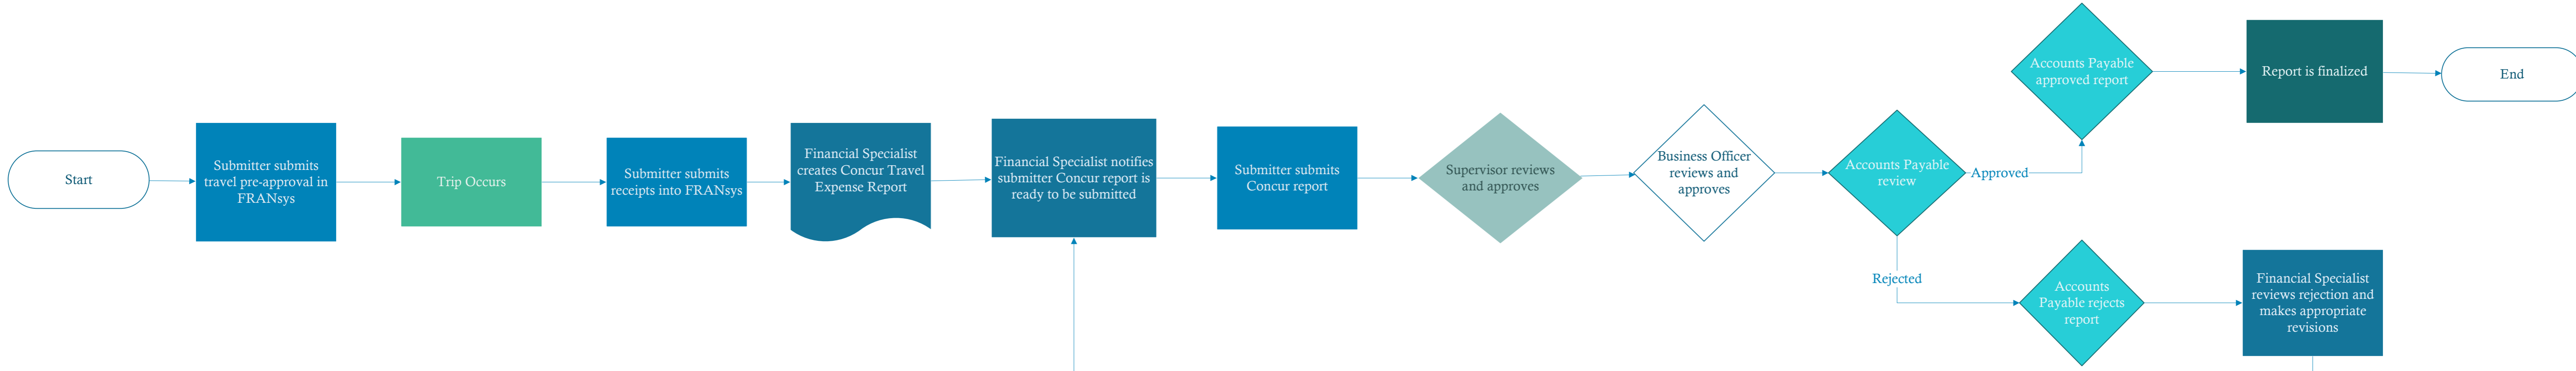 Start
Submitter submits
travel pre-approval in
FRANsys
Trip Occurs
Submitter submits
receipts into FRANsys
Financial Specialist
creates Concur Travel
Expense Report
Financial Specialist notifies
submitter Concur report is
ready to be submitted
Submitter submits
Concur report
Supervisor reviews
and approves
Business Officer
reviews and
approves
Accounts Payable
review
Approved
Accounts Payable
approved report
Report is finalized
End
Rejected
Accounts
Payable rejects
report
Financial Specialist
reviews rejection and
makes appropriate
revisions